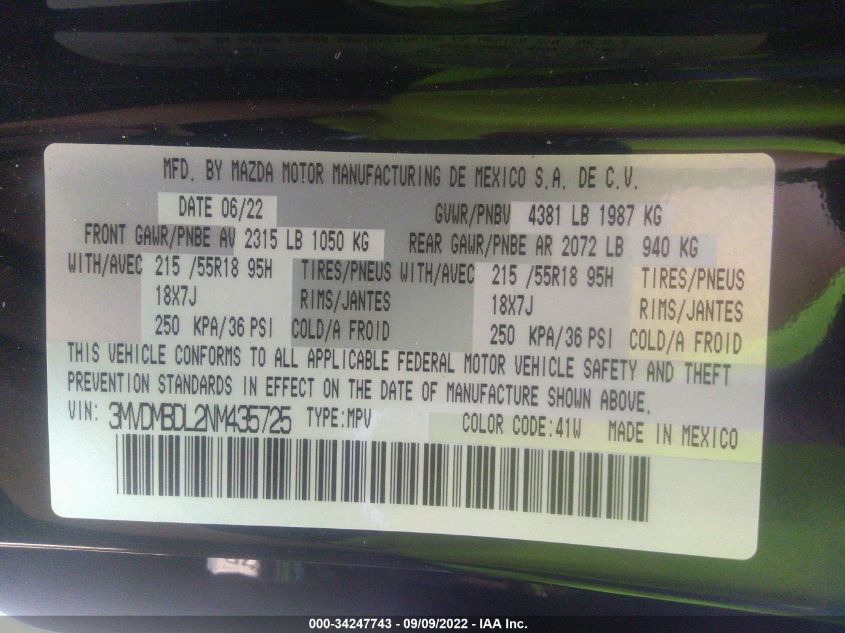 MFD. BY MAZDA MOTOR MANUFACTURING DE MEXICO S.A. DE C.V.
DATE 06/22 GVWR/PNBV 4381 LB 1987 KG
FRONT GAWR/PNBE AV 2315 LB 1050 KG REAR GAWR/PNBE AR 2072 LB 940 KG
WITH/AVEC 215 /55R18 95H TIRES/PNEUS WITH/AVEC 215 /55R18 95H TIRES/PNEUS
18X7J RIMS/JANTES 18X7J RIMS/JANTES
250 KPA/36 PSI COLD/A FROID 250 KPA/36 PSI COLD/A FROID
THIS VEHICLE CONFORMS TO ALL APPLICABLE FEDERAL MOTOR VEHICLE SAFETY AND THEFT
PREVENTION STANDARDS IN EFFECT ON THE DATE OF MANUFACTURE SHOWN ABOVE.
VIN: 3MVDMBDL2NM435725 TYPE:MPV COLOR CODE:41W MADE IN MEXICO
000-34247743 - 09/09/2022 - IAA Inc.